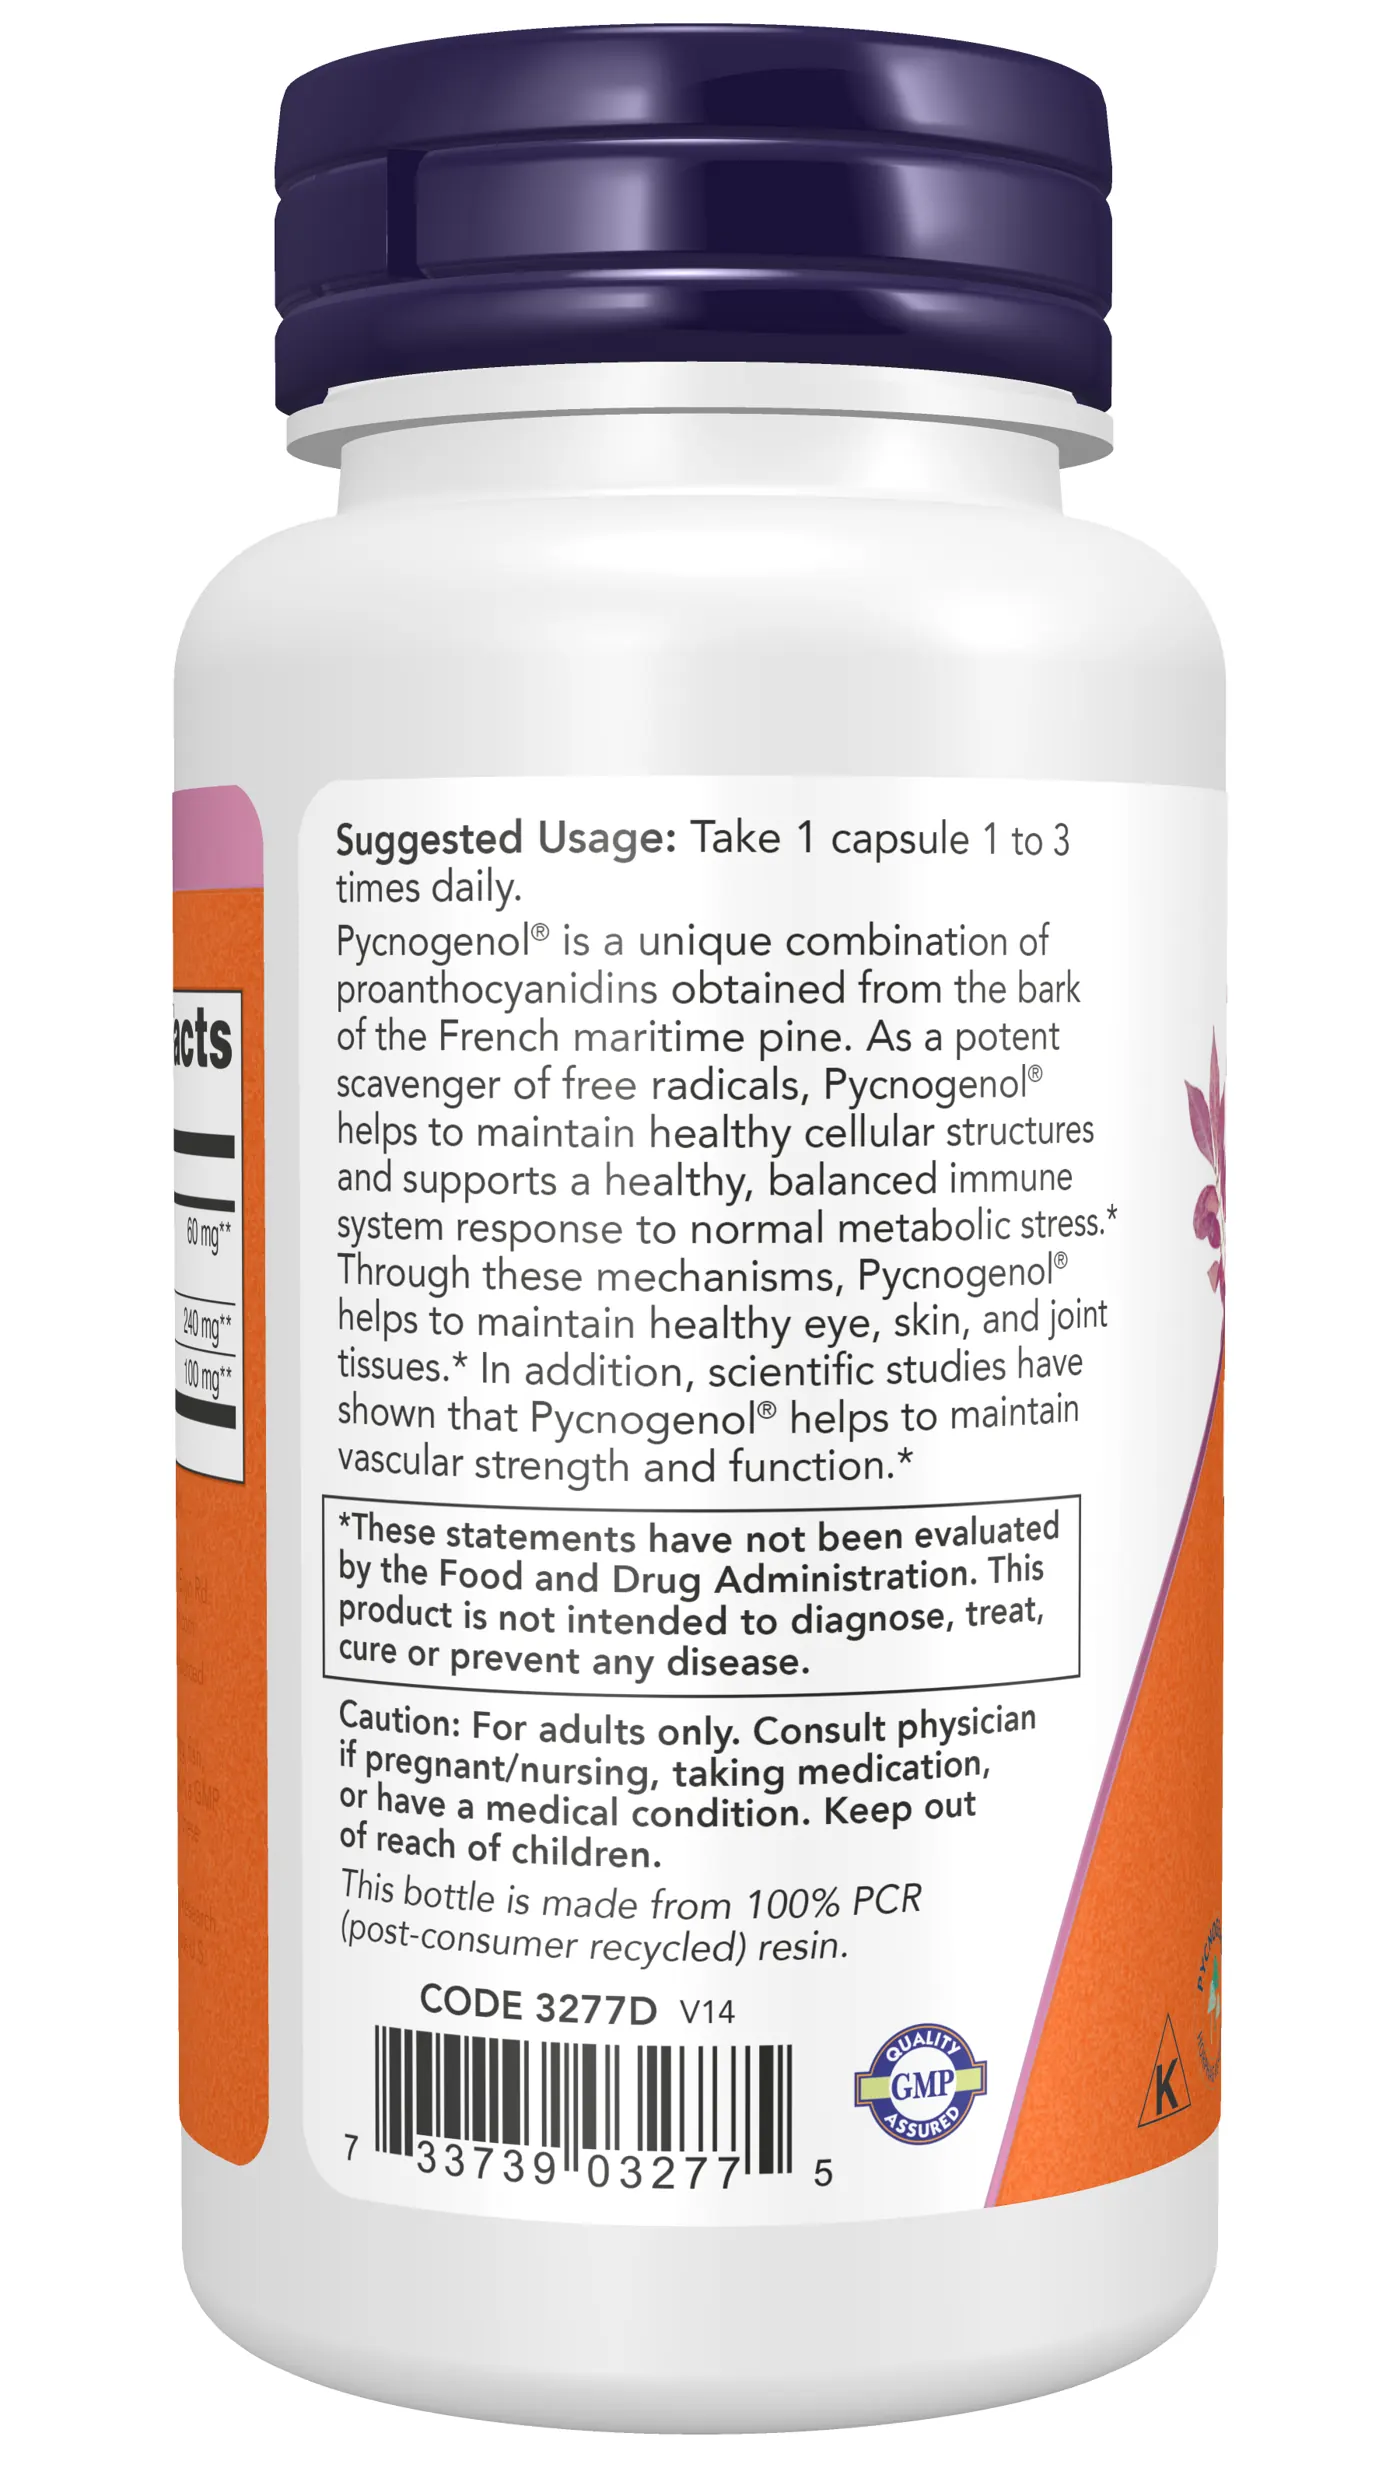 Suggested Usage: Take 1 capsule 1 to 3
times daily.
Pycnogenol® is a unique combination of
proanthocyanidins obtained from the bark
of the French maritime pine. As a potent
scavenger of free radicals, Pycnogenol®
helps to maintain healthy cellular structures
and supports a healthy, balanced immune
system response to normal metabolic stress.*
Through these mechanisms, Pycnogenol®
helps to maintain healthy eye, skin, and joint
tissues.* In addition, scientific studies have
shown that Pycnogenol® helps to maintain
vascular strength and function.*
*These statements have not been evaluated
by the Food and Drug Administration. This
product is not intended to diagnose, treat,
cure or prevent any disease.
Caution: For adults only. Consult physician
if pregnant/nursing, taking medication,
or have a medical condition. Keep out
of reach of children.
This bottle is made from 100% PCR
(post-consumer recycled) resin.
CODE 3277D V14
7 33739 03277 5
QUALITY
GMP
ASSURED
acts
60 mg**
240 mg**
100 mg**
K